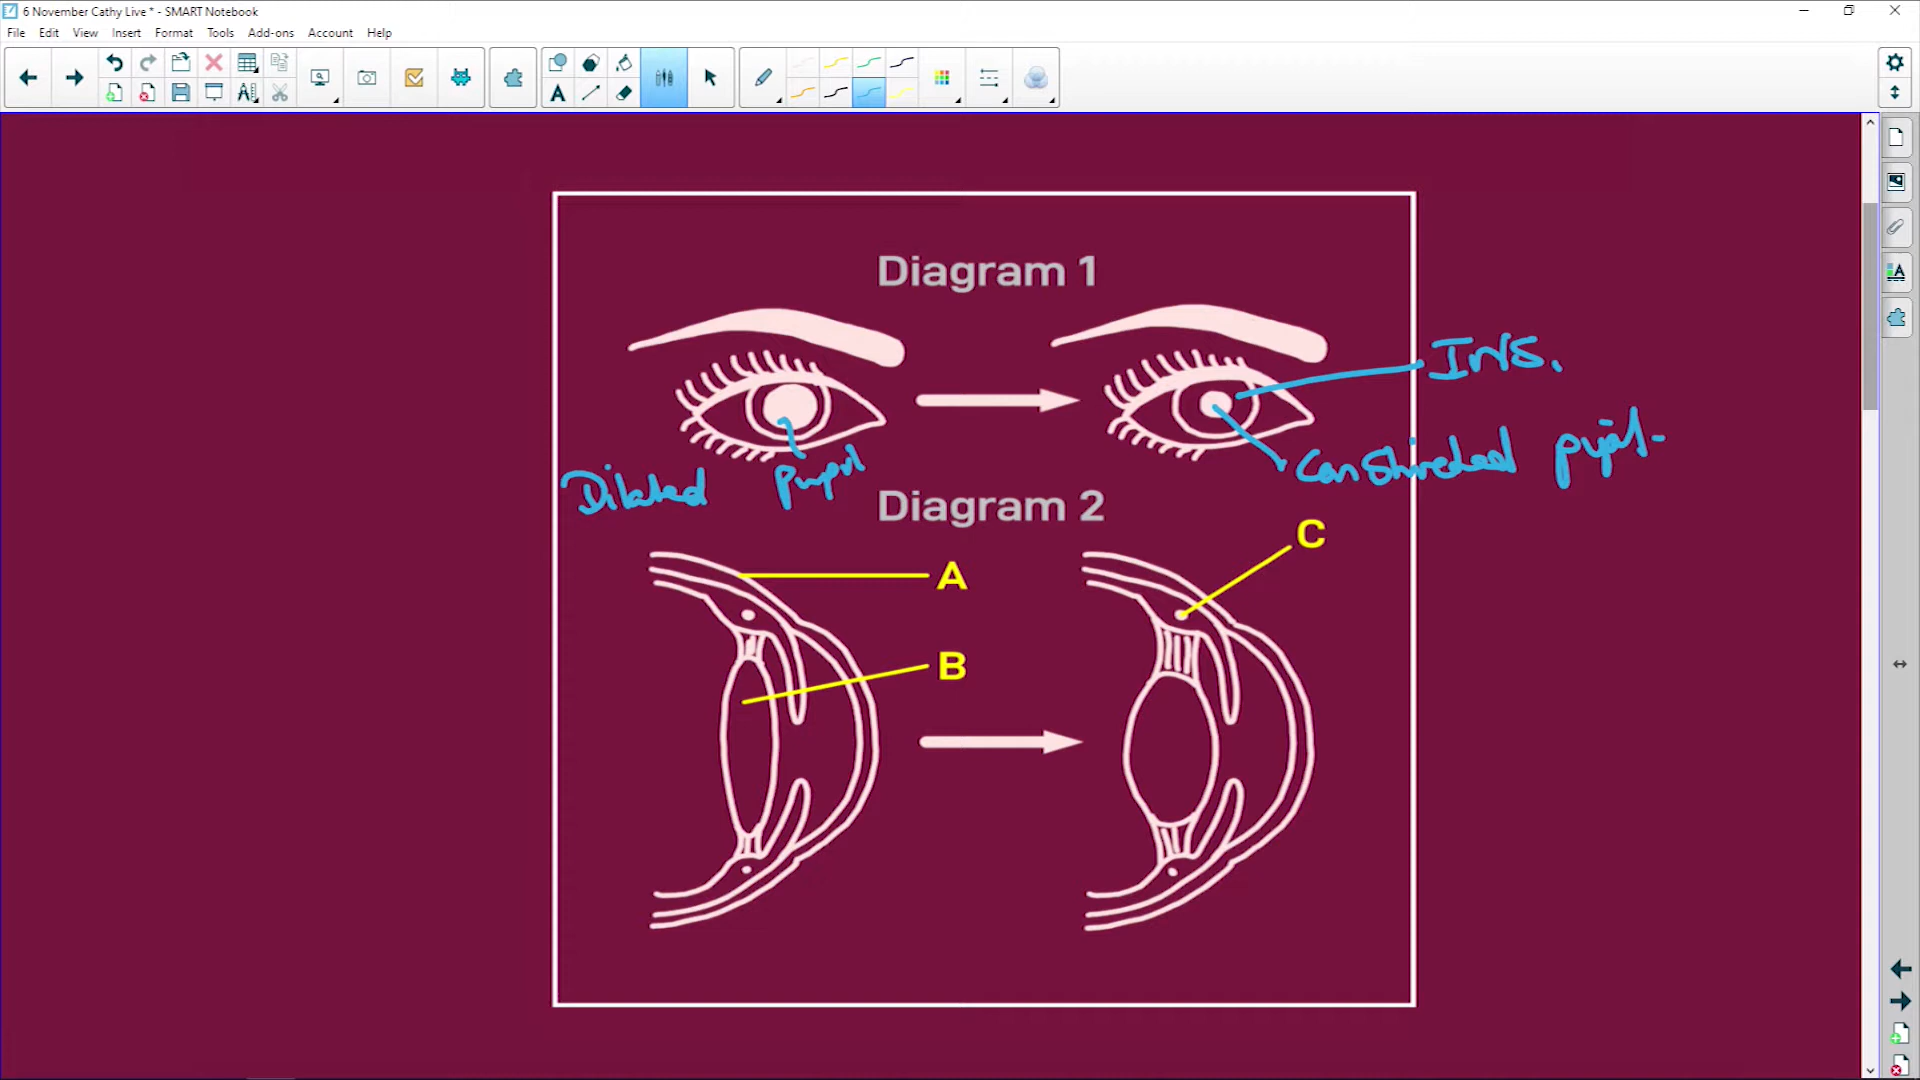 6 November Cathy Live * - SMART Notebook
File Edit View Insert Format Tools Add-ons Account Help
Diagram 1
Iris.
Dilated pupil
Constricted pupil.
Diagram 2
C
A
B